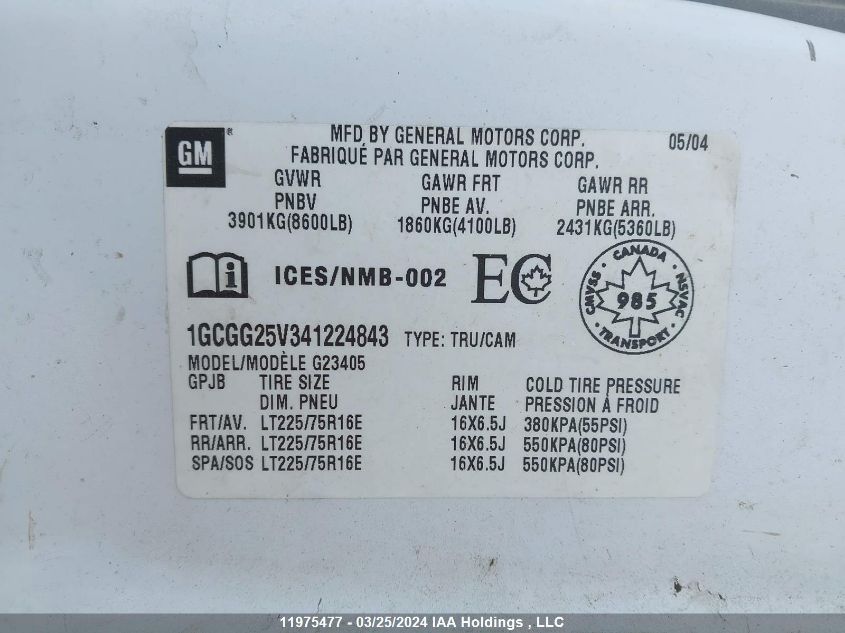 GM
MFD BY GENERAL MOTORS CORP. 05/04
FABRIQUÉ PAR GENERAL MOTORS CORP.
GVWR GAWR FRT GAWR RR
PNBV PNBE AV. PNBE ARR.
3901KG(8600LB) 1860KG(4100LB) 2431KG(5360LB)
i ICES/NMB-002 EC
CANADA
CMVSS 985 NSVAC
TRANSPORT
1GCGG25V341224843 TYPE: TRU/CAM
MODEL/MODÈLE G23405
GPJB TIRE SIZE RIM COLD TIRE PRESSURE
DIM. PNEU JANTE PRESSION À FROID
FRT/AV. LT225/75R16E 16X6.5J 380KPA(55PSI)
RR/ARR. LT225/75R16E 16X6.5J 550KPA(80PSI)
SPA/SOS LT225/75R16E 16X6.5J 550KPA(80PSI)
11975477 - 03/25/2024 IAA Holdings , LLC